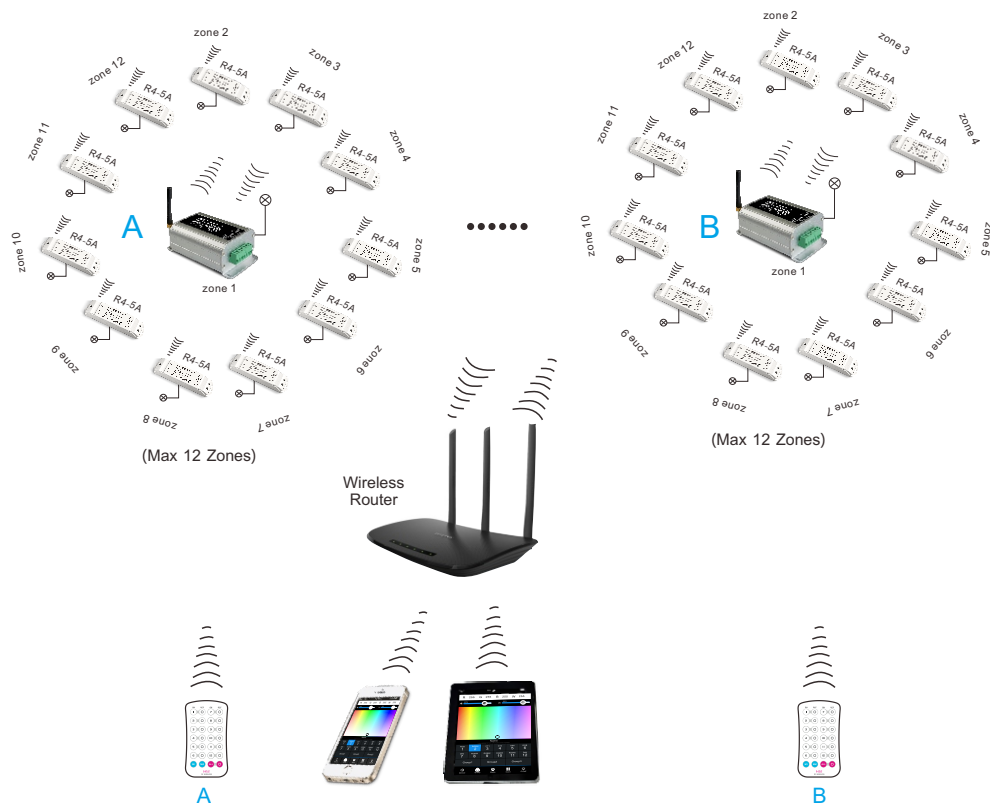 zone 2
zone 12
R4-5A
zone 3
R4-5A
R4-5A
zone 11
zone 4
R4-5A
R4-5A
A
zone 10
R4-5A
R4-5A
zone 5
zone 1
R4-5A
R4-5A
zone 9
zone 6
R4-5A
R4-5A
zone 8
zone 7
(Max 12 Zones)
zone 2
zone 12
R4-5A
zone 3
R4-5A
R4-5A
zone 11
zone 4
R4-5A
R4-5A
B
zone 10
R4-5A
R4-5A
zone 5
zone 1
R4-5A
R4-5A
zone 9
zone 6
R4-5A
R4-5A
zone 8
zone 7
(Max 12 Zones)
Wireless
Router
A
B